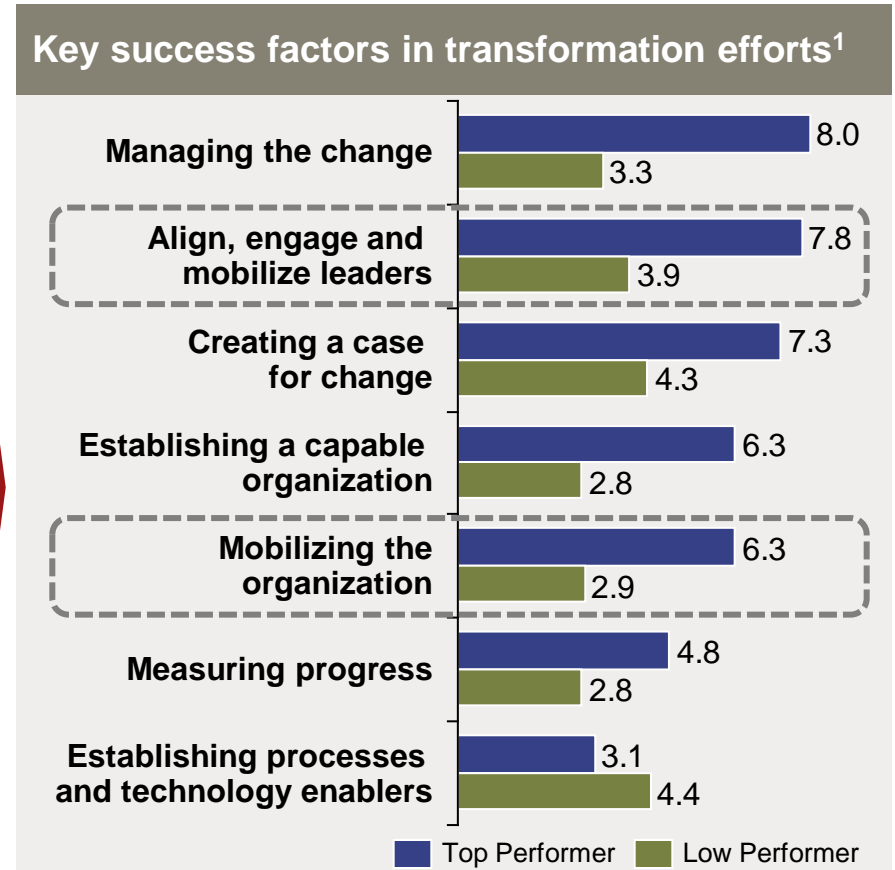 Key success factors in transformation efforts1
Managing the change
8.0
3.3
Align, engage and
mobilize leaders
7.8
3.9
Creating a case
for change
7.3
4.3
Establishing a capable
organization
6.3
2.8
Mobilizing the
organization
6.3
2.9
Measuring progress
4.8
2.8
Establishing processes
and technology enablers
3.1
4.4
Top Performer Low Performer